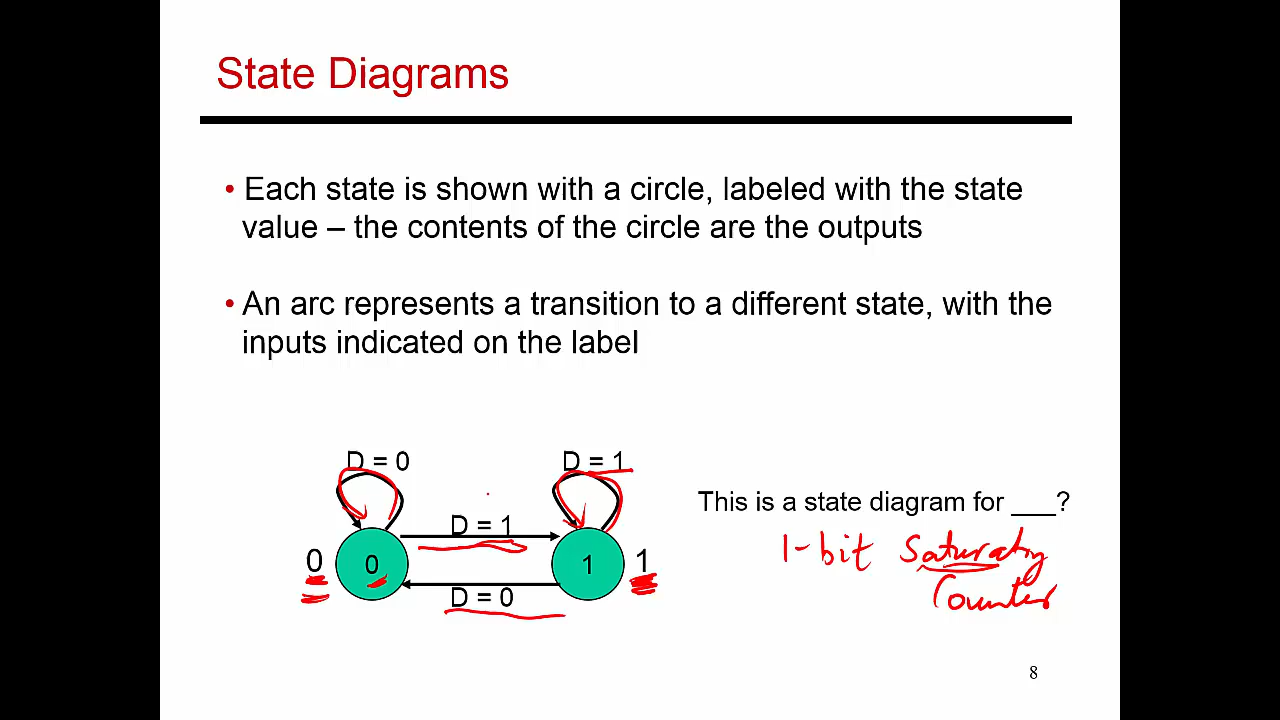 State Diagrams
• Each state is shown with a circle, labeled with the state
value – the contents of the circle are the outputs
• An arc represents a transition to a different state, with the
inputs indicated on the label
D = 0
D = 1
D = 1
0
0
1
1
D = 0
This is a state diagram for ___?
1-bit Saturating
Counter
8